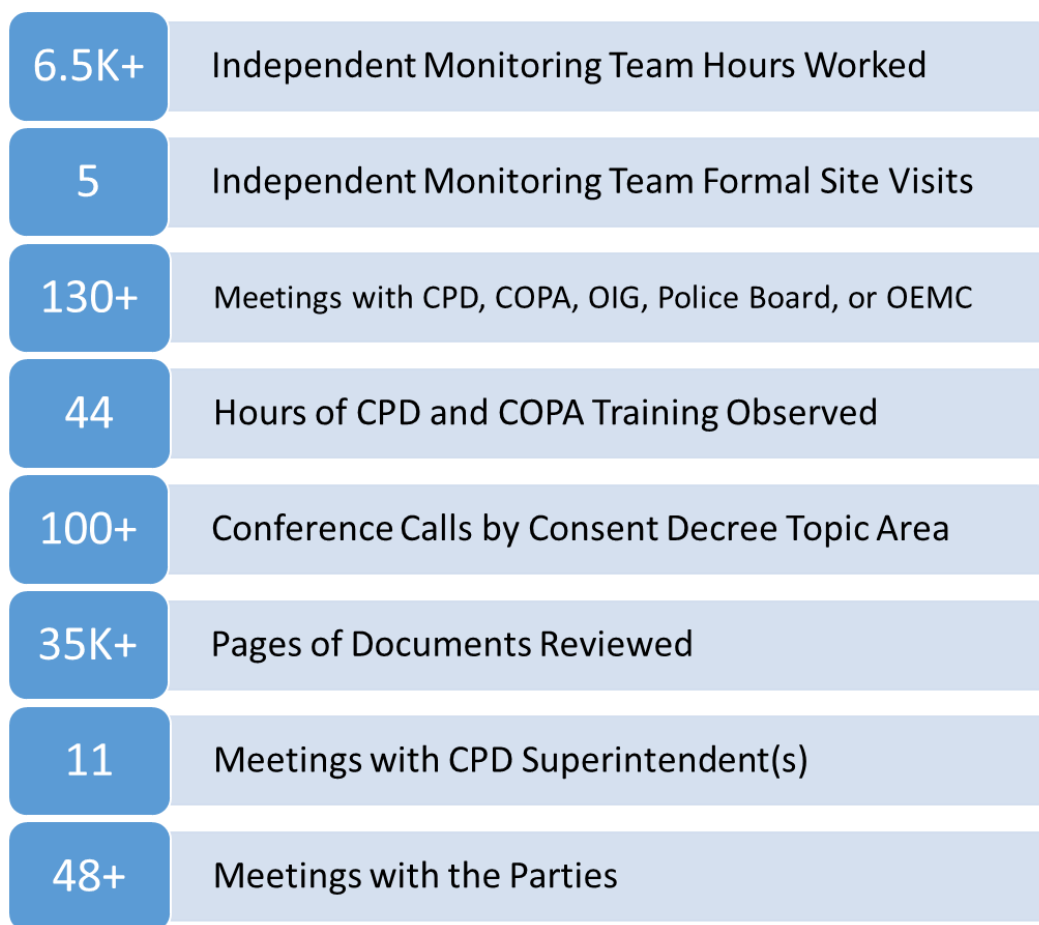 6.5K+ Independent Monitoring Team Hours Worked
5 Independent Monitoring Team Formal Site Visits
130+ Meetings with CPD, COPA, OIG, Police Board, or OEMC
44 Hours of CPD and COPA Training Observed
100+ Conference Calls by Consent Decree Topic Area
35K+ Pages of Documents Reviewed
11 Meetings with CPD Superintendent(s)
48+ Meetings with the Parties